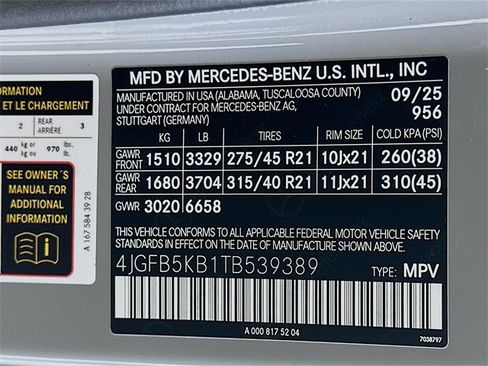 ORMATION
ET LE CHARGEMENT
2 REAR ARRIÈRE 3
440 kg or kg ou 970 lb. or lb. ou
SEE OWNER´S
MANUAL FOR
ADDITIONAL
INFORMATION
A 167 584 39 28
MFD BY MERCEDES-BENZ U.S. INTL., INC
MANUFACTURED IN USA (ALABAMA, TUSCALOOSA COUNTY)
UNDER CONTRACT FOR MERCEDES-BENZ AG,
STUTTGART (GERMANY)
09/25
956
KG LB TIRES RIM SIZE COLD KPA (PSI)
GAWR FRONT 1510 3329 275/45 R21 10Jx21 260(38)
GAWR REAR 1680 3704 315/40 R21 11Jx21 310(45)
GVWR 3020 6658
THIS VEHICLE CONFORMS TO ALL APPLICABLE FEDERAL MOTOR VEHICLE SAFETY
STANDARDS IN EFFECT ON THE DATE OF MANUFACTURE SHOWN ABOVE.
4JGFB5KB1TB539389 TYPE: MPV
A 000 817 52 04
7038797